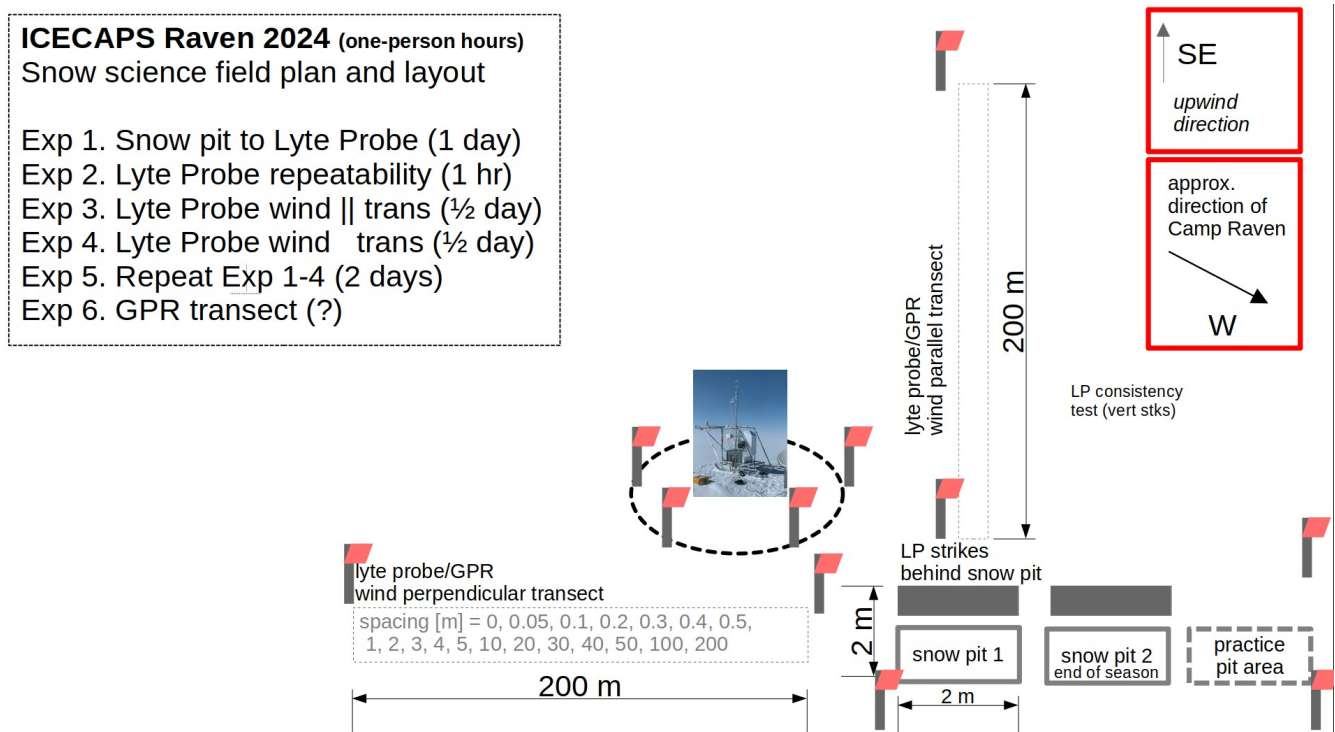 ICECAPS Raven 2024 (one-person hours)
Snow science field plan and layout
Exp 1. Snow pit to Lyte Probe (1 day)
Exp 2. Lyte Probe repeatability (1 hr)
Exp 3. Lyte Probe wind || trans (½ day)
Exp 4. Lyte Probe wind   trans (½ day)
Exp 5. Repeat Exp 1-4 (2 days)
Exp 6. GPR transect (?)
SE
upwind
direction
approx.
direction of
Camp Raven
W
lyte probe/GPR
wind parallel transect
200 m
LP consistency
test (vert stks)
lyte probe/GPR
wind perpendicular transect
spacing [m] = 0, 0.05, 0.1, 0.2, 0.3, 0.4, 0.5,
1, 2, 3, 4, 5, 10, 20, 30, 40, 50, 100, 200
200 m
LP strikes
behind snow pit
2 m
snow pit 1
2 m
snow pit 2
end of season
practice
pit area